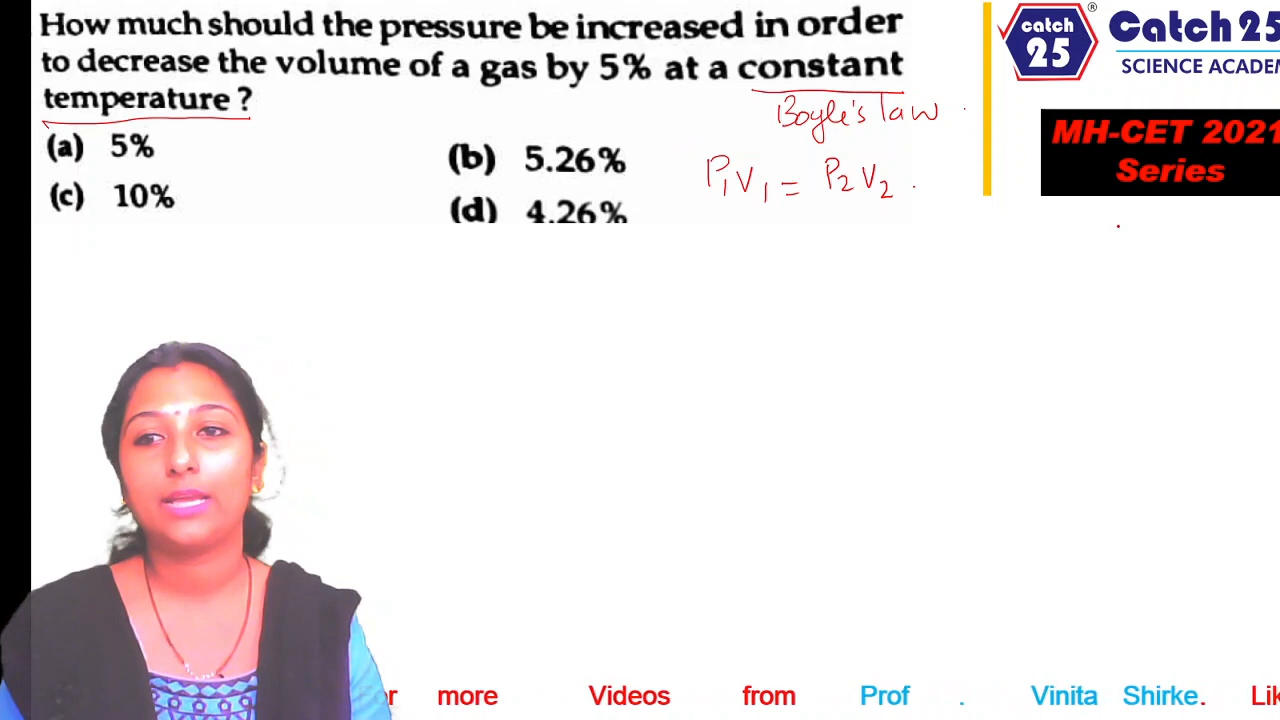 How much should the pressure be increased in order
to decrease the volume of a gas by 5% at a constant
temperature ?
(a) 5%
(b) 5.26%
(c) 10%
(d) 4.26%
Boyle's law
P1V1 = P2V2
catch
25
®
Catch 25
SCIENCE ACADEM
MH-CET 2021
Series
or more Videos from Prof . Vinita Shirke. Lik